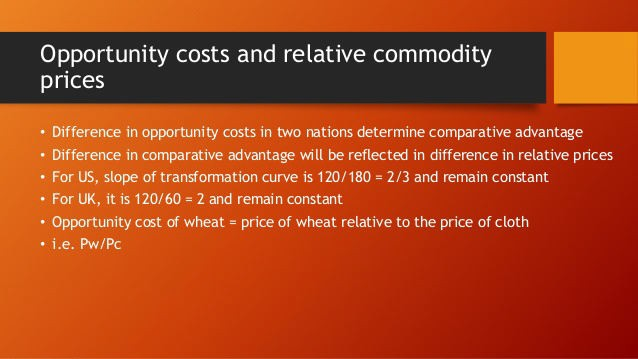 Opportunity costs and relative commodity
prices
• Difference in opportunity costs in two nations determine comparative advantage
• Difference in comparative advantage will be reflected in difference in relative prices
• For US, slope of transformation curve is 120/180 = 2/3 and remain constant
• For UK, it is 120/60 = 2 and remain constant
• Opportunity cost of wheat = price of wheat relative to the price of cloth
• i.e. Pw/Pc